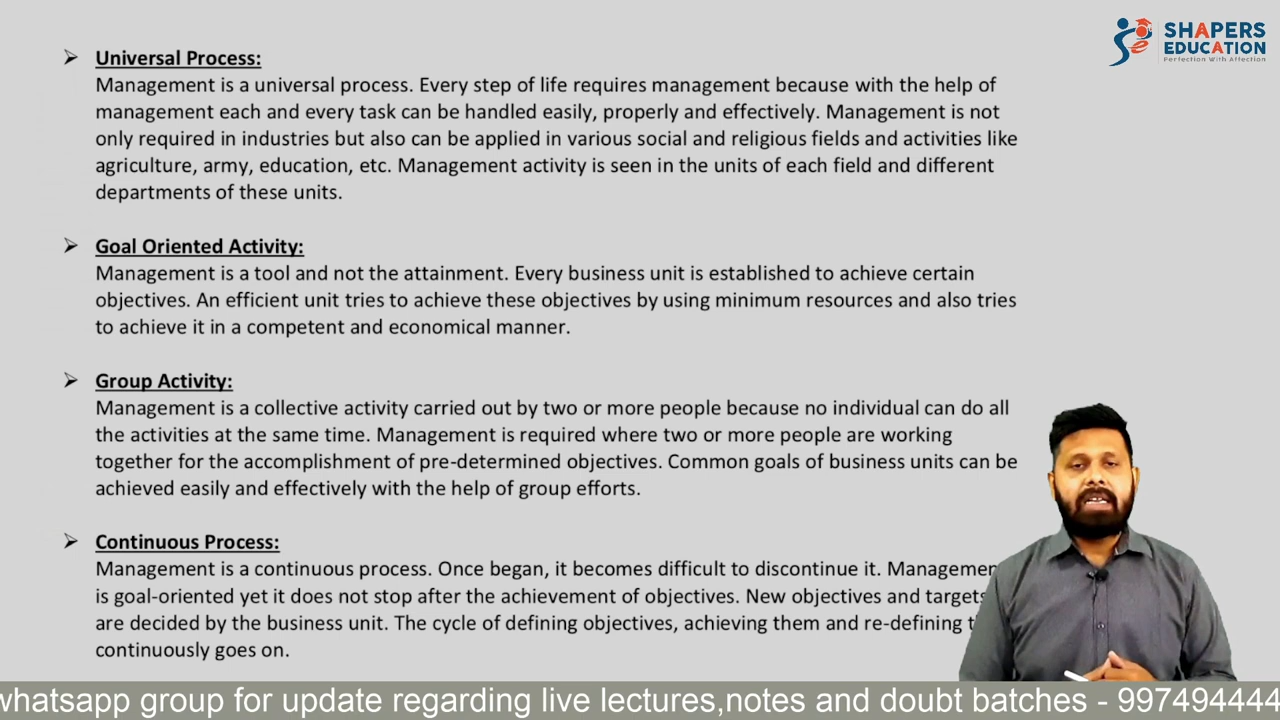 SHAPERS
EDUCATION
Perfection With Affection
Universal Process:
Management is a universal process. Every step of life requires management because with the help of
management each and every task can be handled easily, properly and effectively. Management is not
only required in industries but also can be applied in various social and religious fields and activities like
agriculture, army, education, etc. Management activity is seen in the units of each field and different
departments of these units.
Goal Oriented Activity:
Management is a tool and not the attainment. Every business unit is established to achieve certain
objectives. An efficient unit tries to achieve these objectives by using minimum resources and also tries
to achieve it in a competent and economical manner.
Group Activity:
Management is a collective activity carried out by two or more people because no individual can do all
the activities at the same time. Management is required where two or more people are working
together for the accomplishment of pre-determined objectives. Common goals of business units can be
achieved easily and effectively with the help of group efforts.
Continuous Process:
Management is a continuous process. Once began, it becomes difficult to discontinue it.
is goal-oriented yet it does not stop after the achievement of objectives. New objectives and targets
are decided by the business unit. The cycle of defining objectives, achieving them and re-defining
continuously goes on.
whatsapp group for update regarding live lectures,notes and doubt batches - 997494444